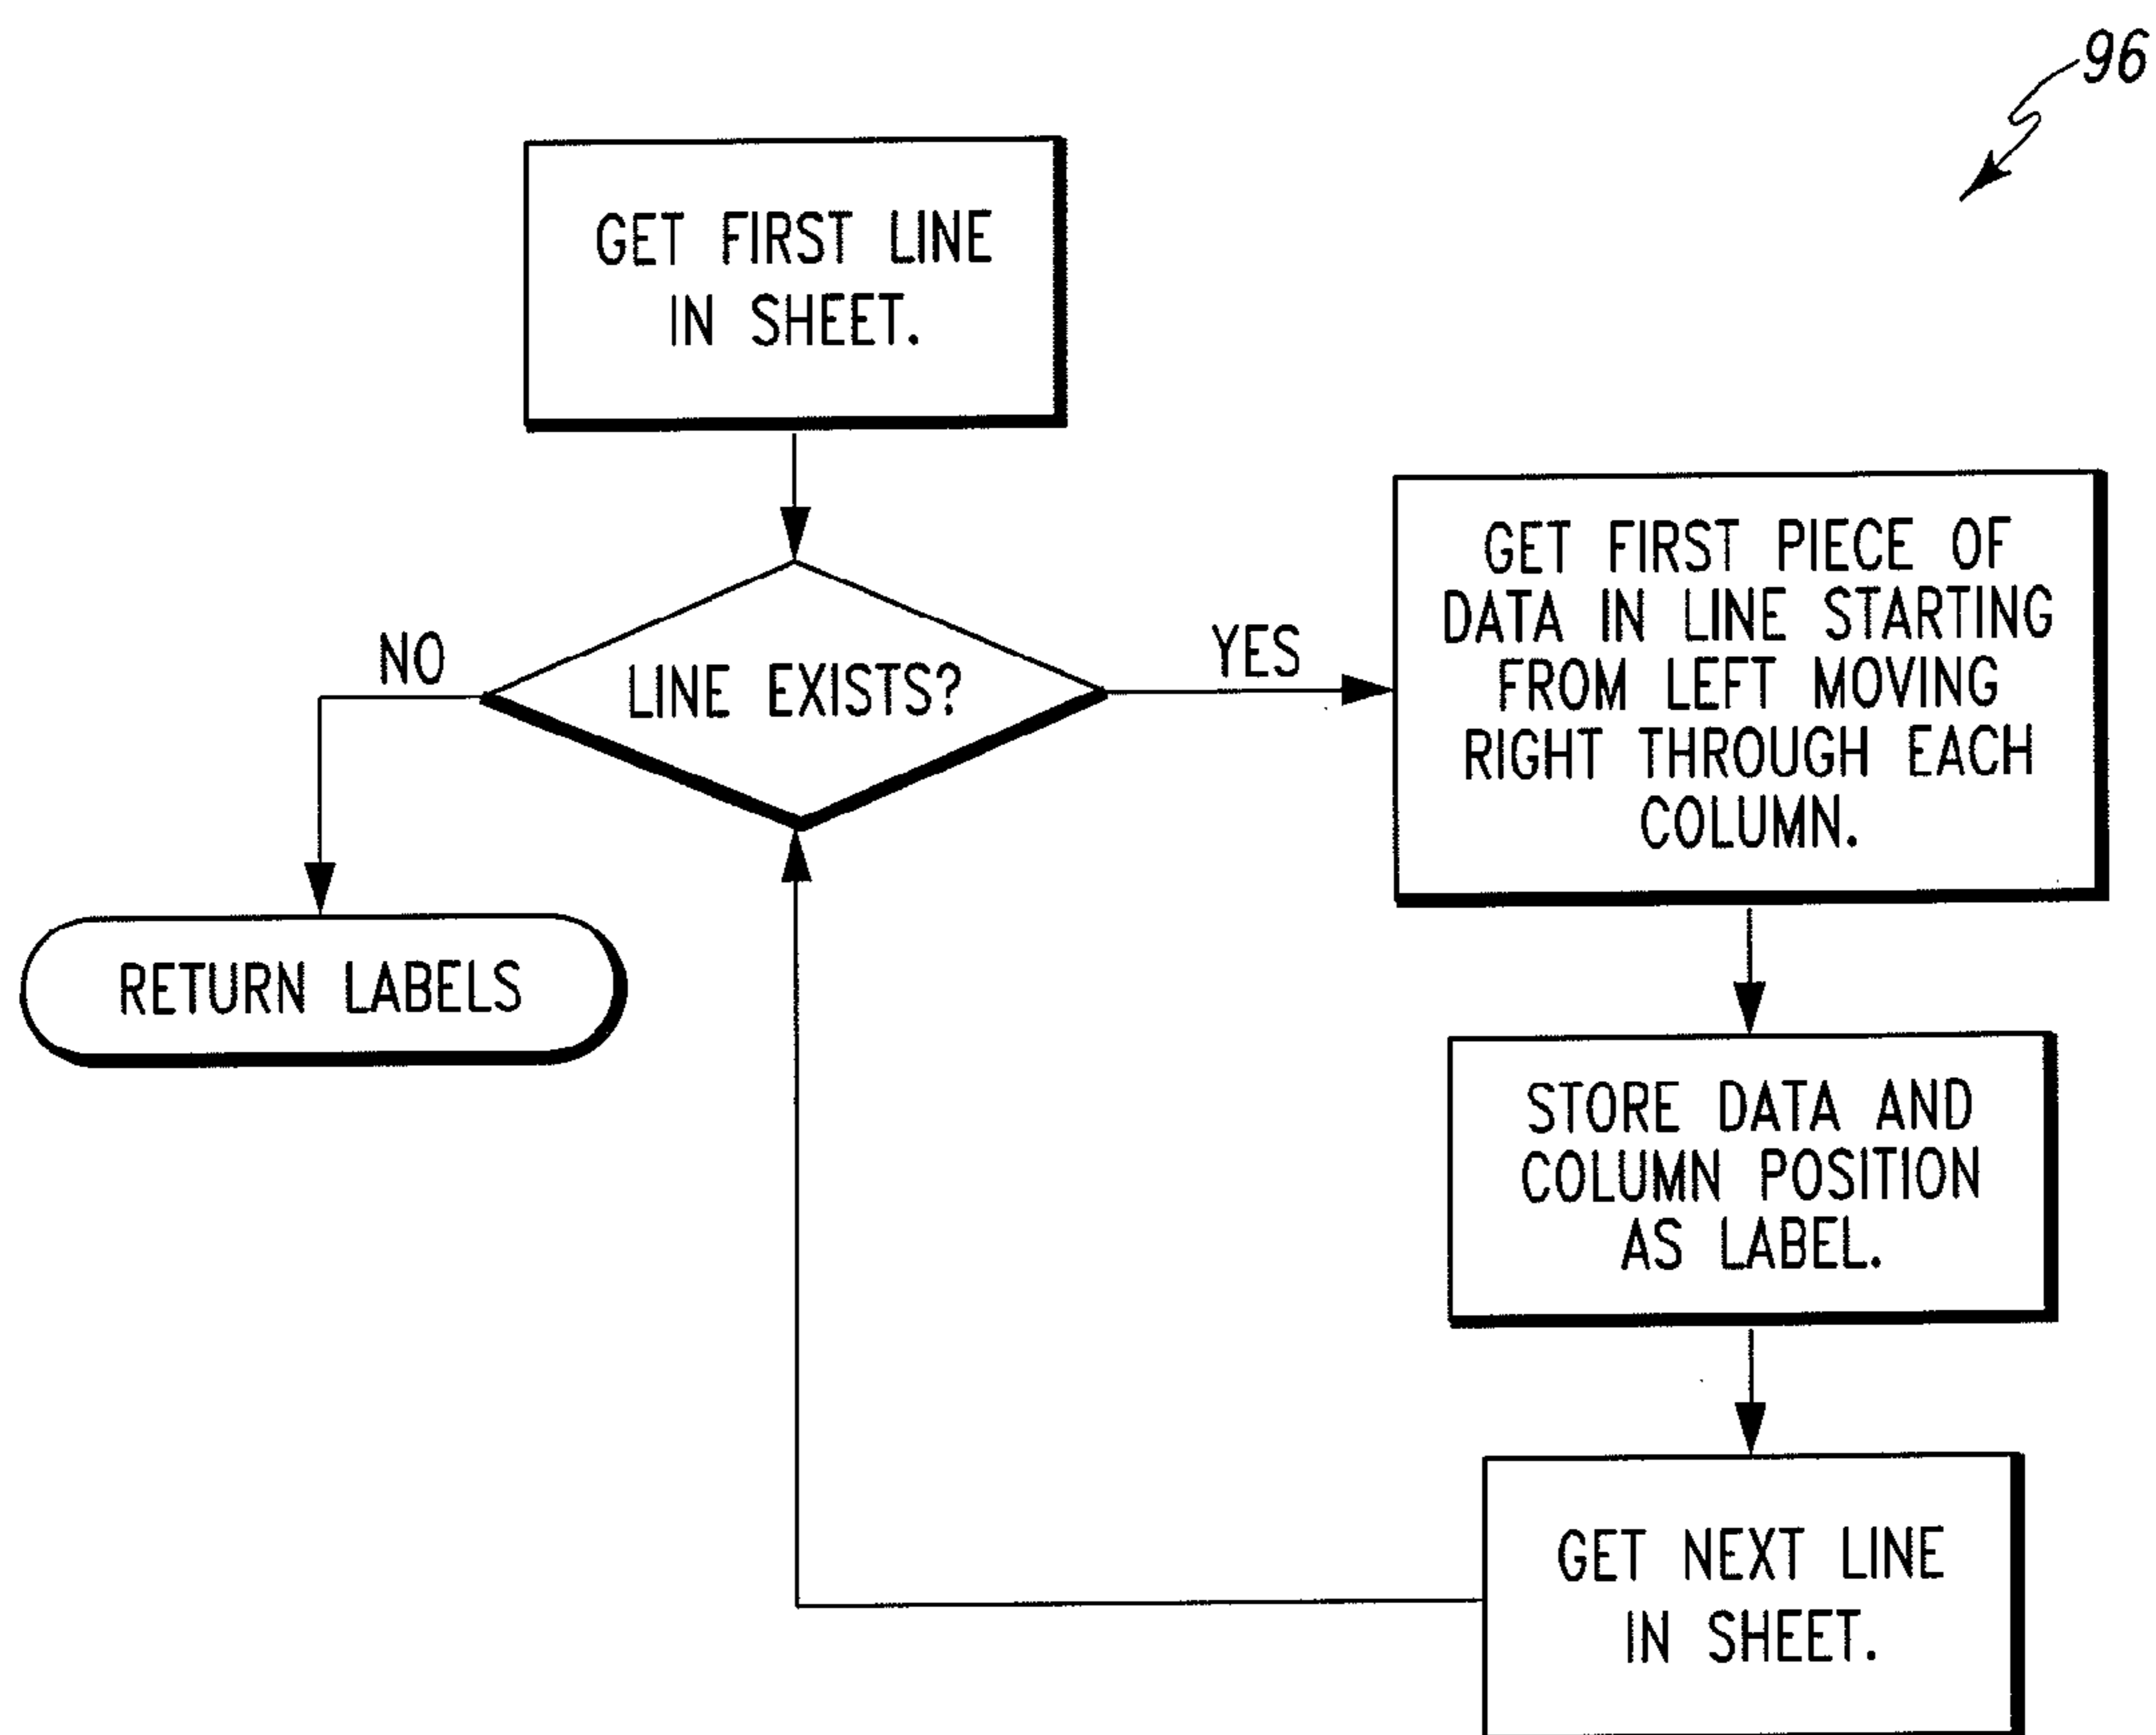 96
GET FIRST LINE
IN SHEET.
NO
LINE EXISTS?
YES
GET FIRST PIECE OF
DATA IN LINE STARTING
FROM LEFT MOVING
RIGHT THROUGH EACH
COLUMN.
RETURN LABELS
STORE DATA AND
COLUMN POSITION
AS LABEL.
GET NEXT LINE
IN SHEET.